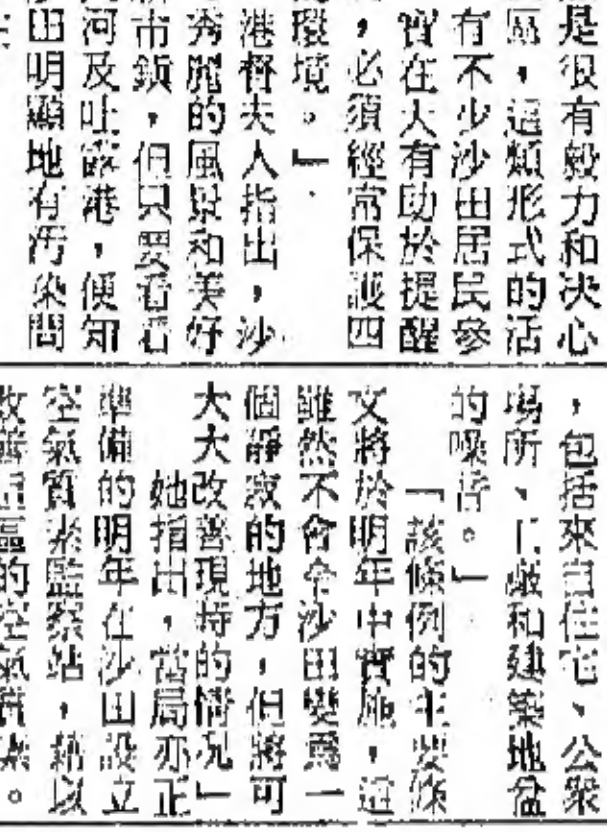 是很有毅力和決心
區，這類形式的活
有不少沙田居民參
實在大有助於提醒
，必須經常保護四
環境。」
港督夫人指出，沙
秀麗的風景和美好
市鎮，但只要看看
河及吐露港，便知
田明顯地有污染問
，包括來自住宅、公衆
場所、工廠和建築地盆
的噪音。」
「該條例的主要條
文將於明年中實施，這
雖然不會令沙田變爲一
個靜寂的地方，但將可
大大改善現時的情況」
她指出，當局亦正
準備的明年在沙田設立
空氣質素監察站，藉以
改善這區的空氣質素。